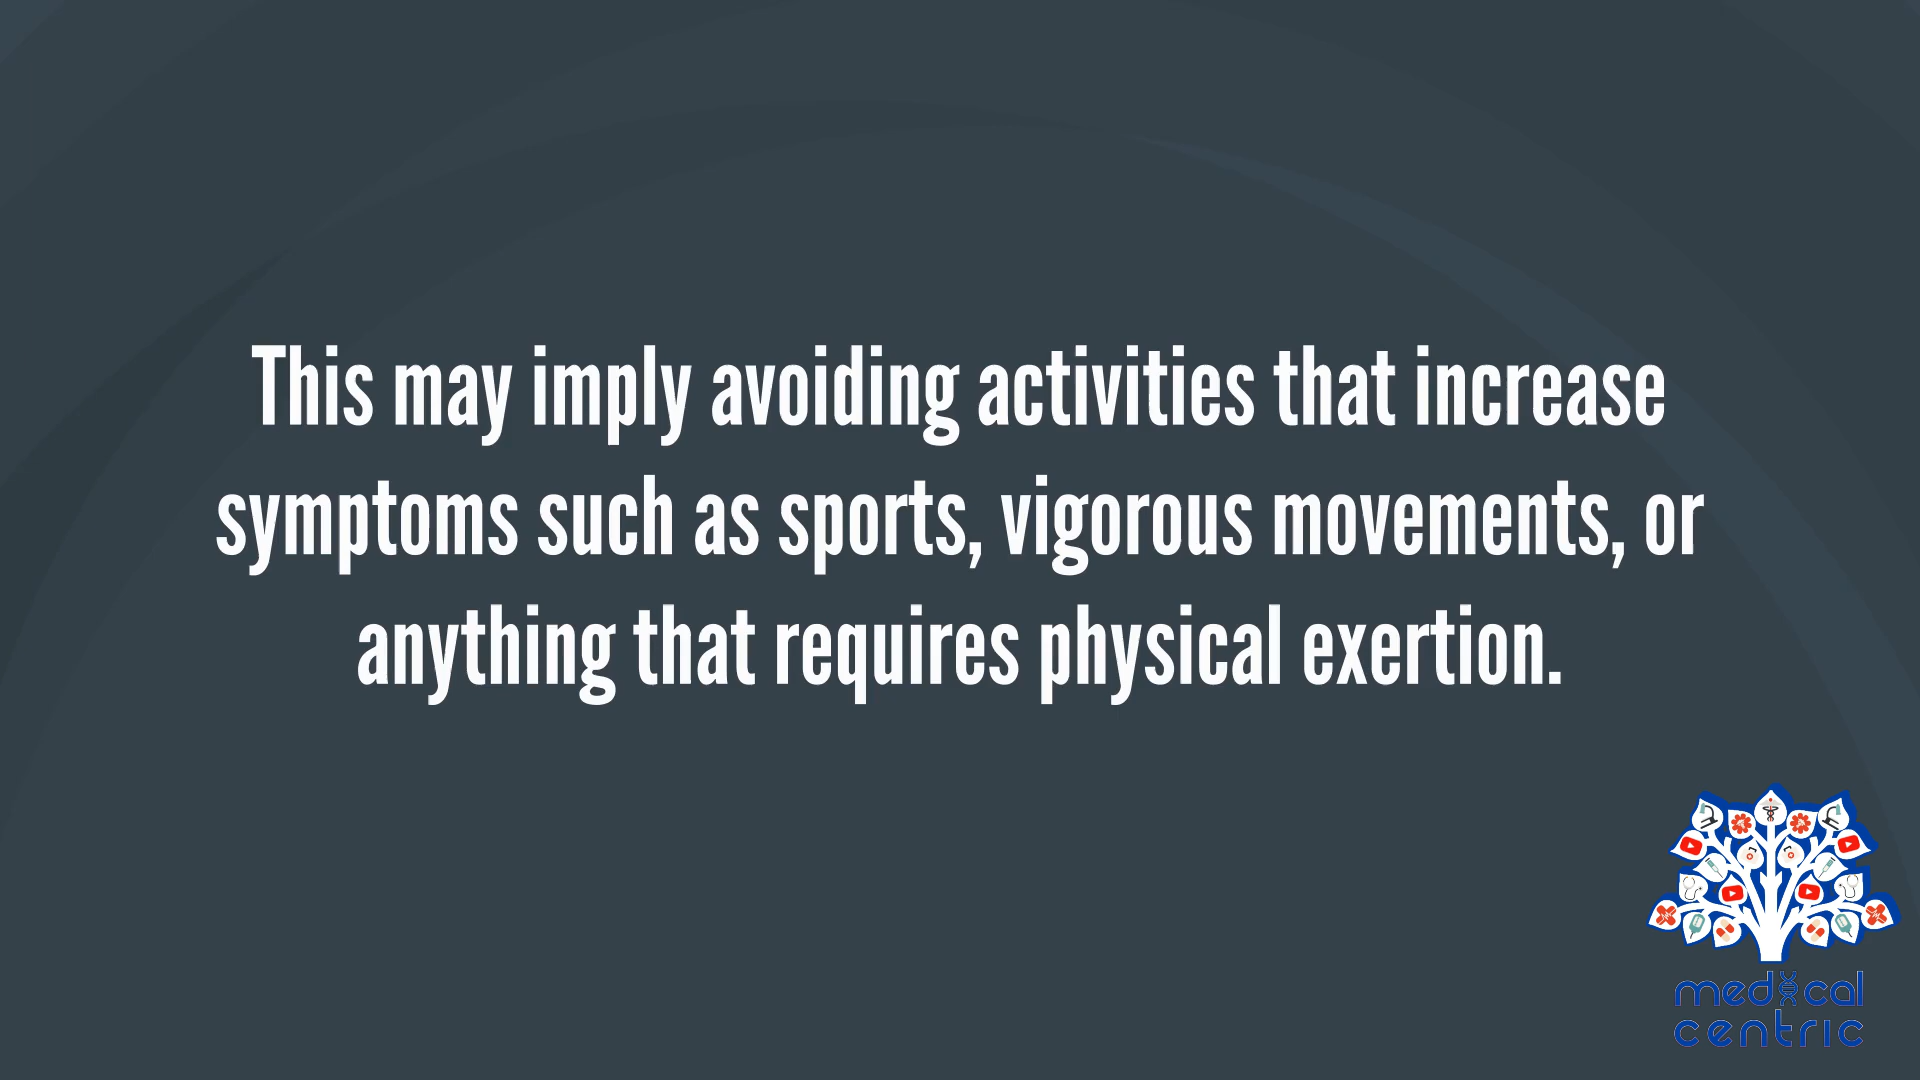 This may imply avoiding activities that increase
symptoms such as sports, vigorous movements, or
anything that requires physical exertion.
medical
centric